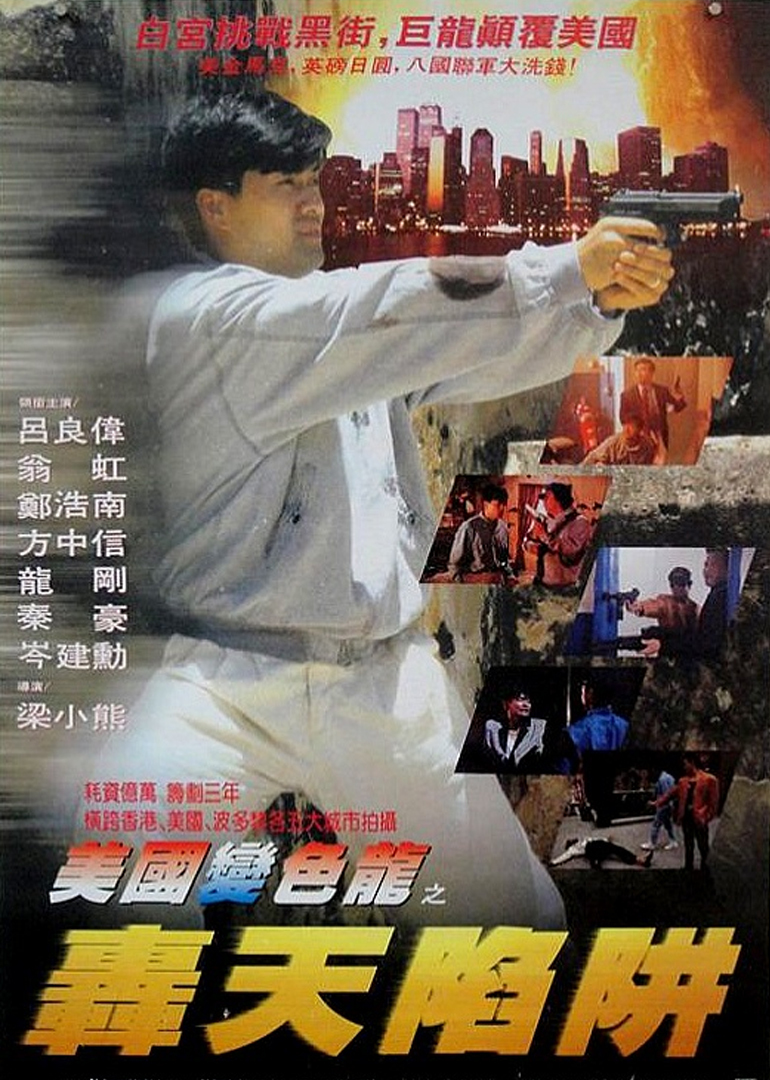 白宮挑戰黑街，巨龍顛覆美國
美金馬，英磅日圓，八國聯軍大洗錢！
領銜主演/
呂良偉
翁虹
鄭浩南
方中信
龍剛
秦豪
岑建勳
導演/
梁小熊
耗資億萬 籌劃三年
橫跨香港、美國、波多黎各五大城市拍攝
美國變色龍之
轟天陷阱